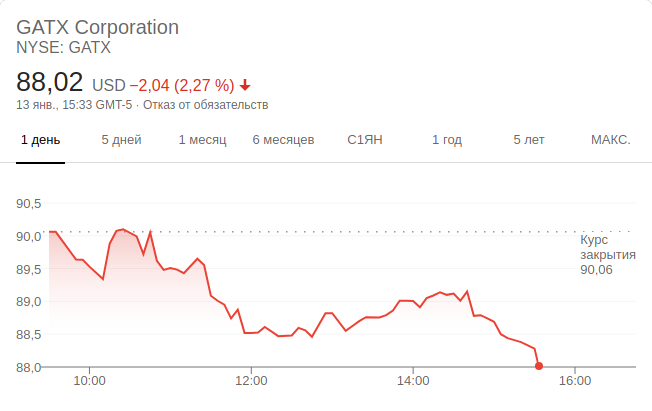 GATX Corporation
NYSE: GATX
88,02 USD −2,04 (2,27 %)
13 янв., 15:33 GMT-5 · Отказ от обязательств
1 день 5 дней 1 месяц 6 месяцев С1ЯН 1 год 5 лет МАКС.
90,5
90,0
89,5
89,0
88,5
88,0
Курс
закрытия
90,06
10:00 12:00 14:00 16:00